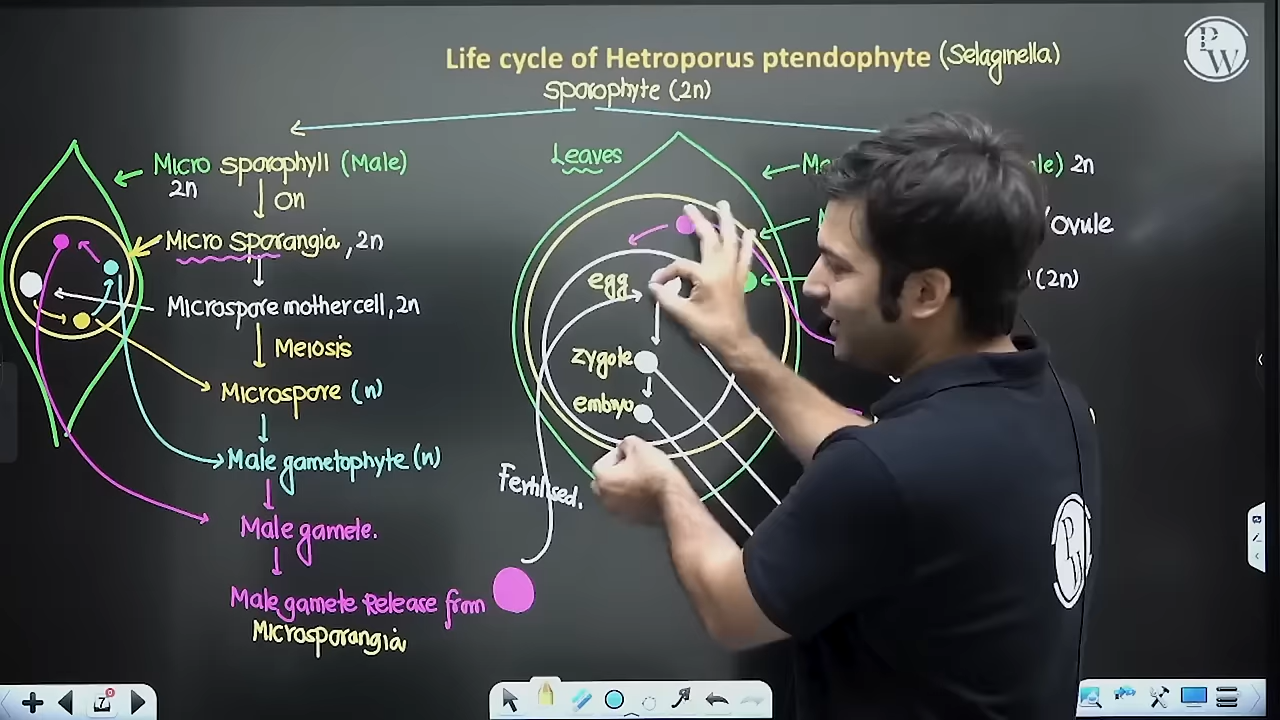 Life cycle of Hetroporus ptendophyte (Selaginella)
sporophyte (2n)
Micro sporophyll (Male)
2n
On
Micro sporangia, 2n
Microspore mother cell, 2n
Meiosis
Microspore (n)
Male gametophyte (n)
Male gamete.
Male gamete Release from
Microsporangia
Leaves
egg
zygote
embryo
Fertilised.
2n
/Ovule
(2n)
PW
PW